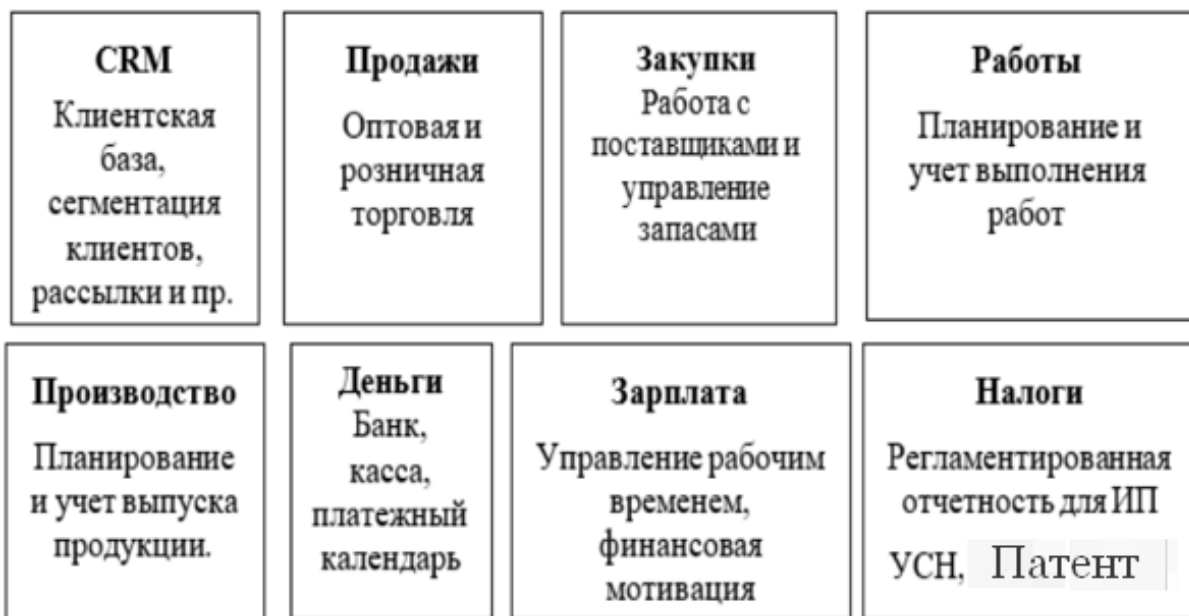 CRM
Клиентская
база,
сегментация
клиентов,
рассылки и пр.
Продажи
Оптовая и
розничная
торговля
Закупки
Работа с
поставщиками и
управление
запасами
Работы
Планирование и
учет выполнения
работ
Производство
Планирование
и учет выпуска
продукции.
Деньги
Банк,
касса,
платежный
календарь
Зарплата
Управление рабочим
временем,
финансовая
мотивация
Налоги
Регламентированная
отчетность для ИП
УСН, Патент